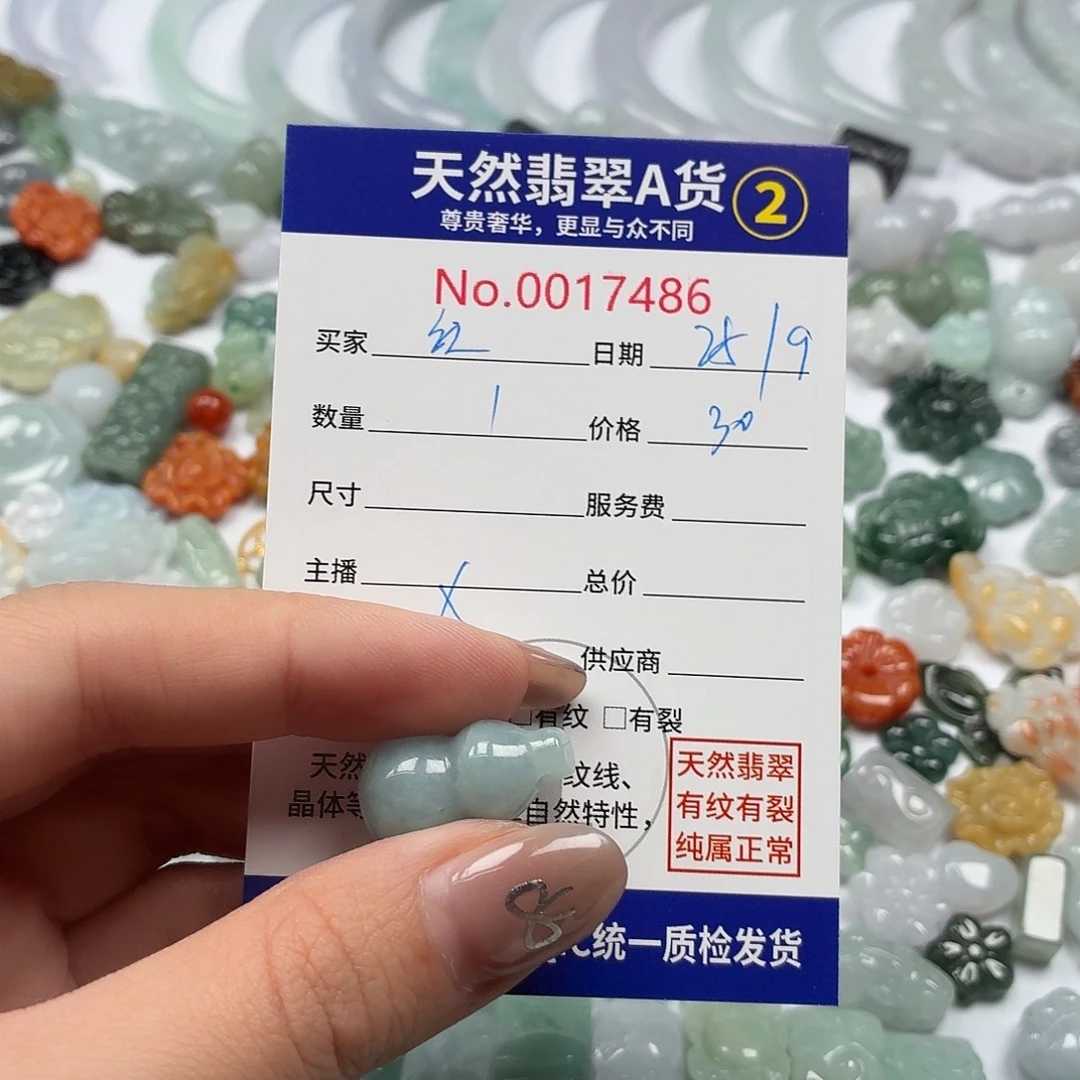 天然翡翠A货 2
尊贵奢华，更显与众不同
No.0017486
买家 红 日期 25/9
数量 1 价格 30
尺寸 服务费
主播 X 总价
供应商
□有纹 □有裂
天然 纹线、
晶体等 自然特性，
天然翡翠
有纹有裂
纯属正常
C统一质检发货